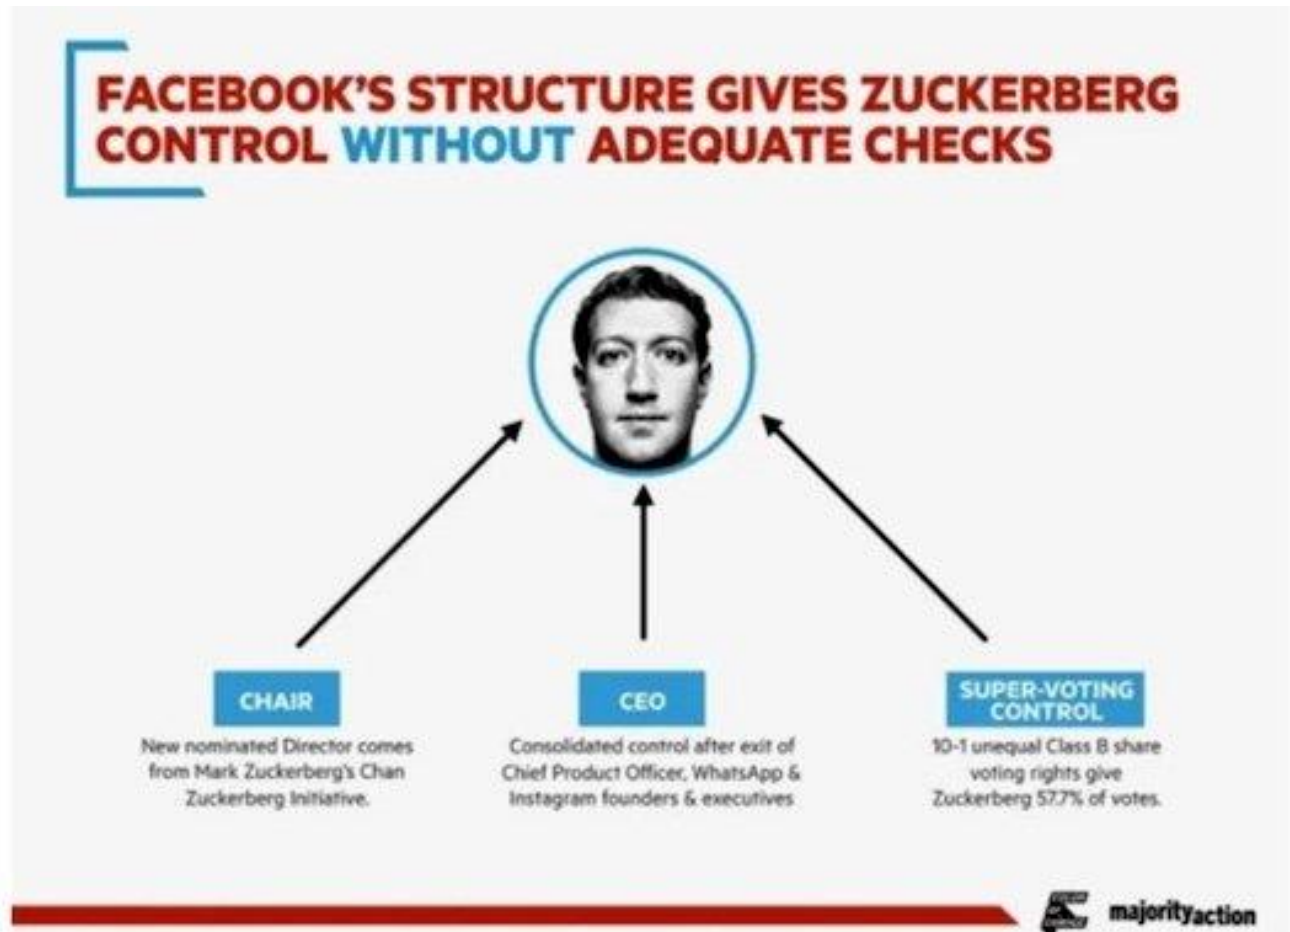 FACEBOOK'S STRUCTURE GIVES ZUCKERBERG
CONTROL WITHOUT ADEQUATE CHECKS
CHAIR
New nominated Director comes
from Mark Zuckerberg's Chan
Zuckerberg Initiative.
CEO
Consolidated control after exit of
Chief Product Officer, WhatsApp &
Instagram founders & executives
SUPER-VOTING
CONTROL
10-1 unequal Class B share
voting rights give
Zuckerberg 57.7% of votes.
majorityaction